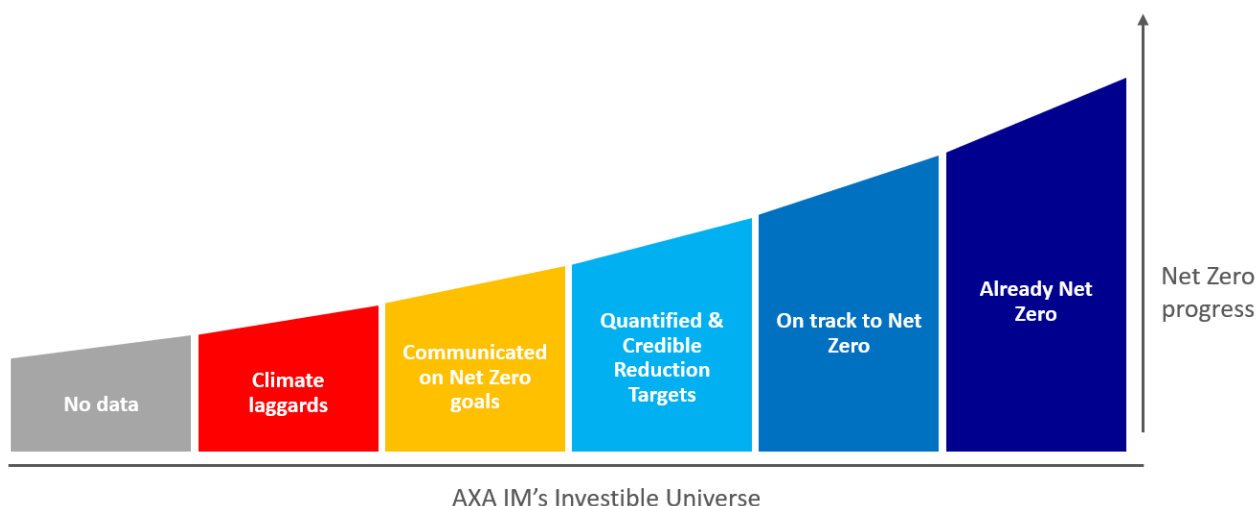 No data
Climate
laggards
Communicated
on Net Zero
goals
Quantified &
Credible
Reduction
Targets
On track to Net
Zero
Already Net
Zero
Net Zero
progress
AXA IM's Investible Universe